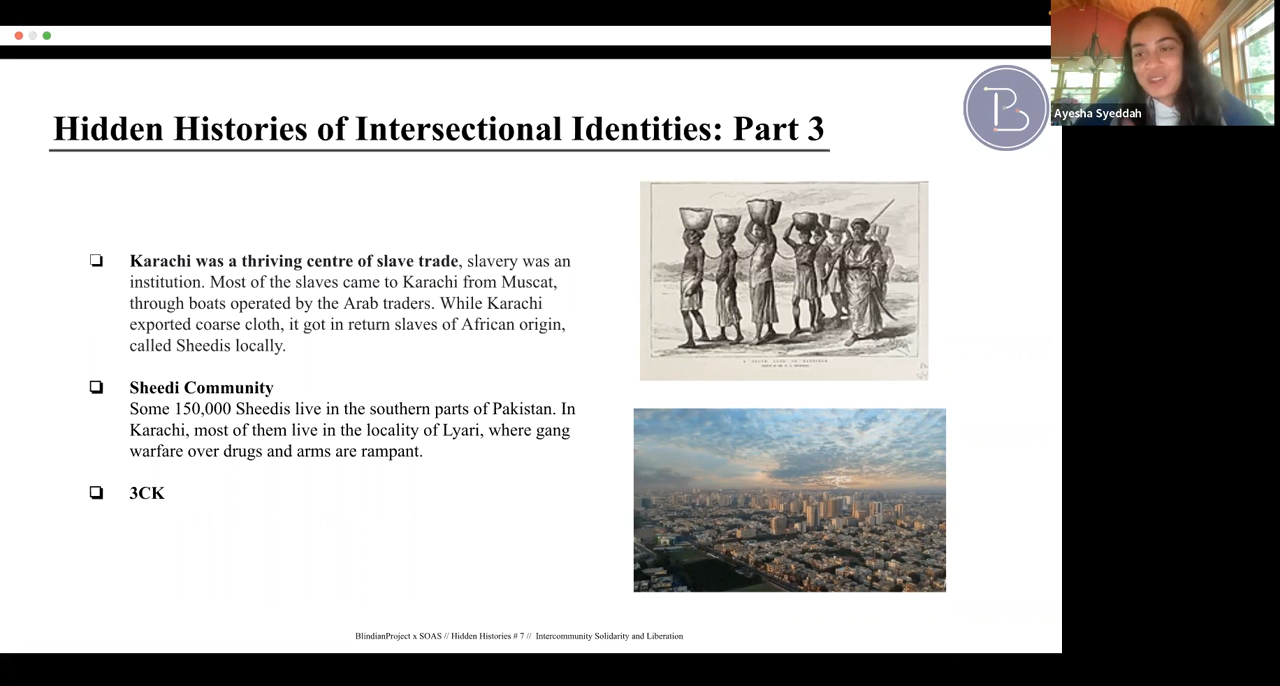 Hidden Histories of Intersectional Identities: Part 3
B
Ayesha Syeddah
Karachi was a thriving centre of slave trade, slavery was an
institution. Most of the slaves came to Karachi from Muscat,
through boats operated by the Arab traders. While Karachi
exported coarse cloth, it got in return slaves of African origin,
called Sheedis locally.
Sheedi Community
Some 150,000 Sheedis live in the southern parts of Pakistan. In
Karachi, most of them live in the locality of Lyari, where gang
warfare over drugs and arms are rampant.
3CK
BlindianProject x SOAS // Hidden Histories # 7 // Intercommunity Solidarity and Liberation